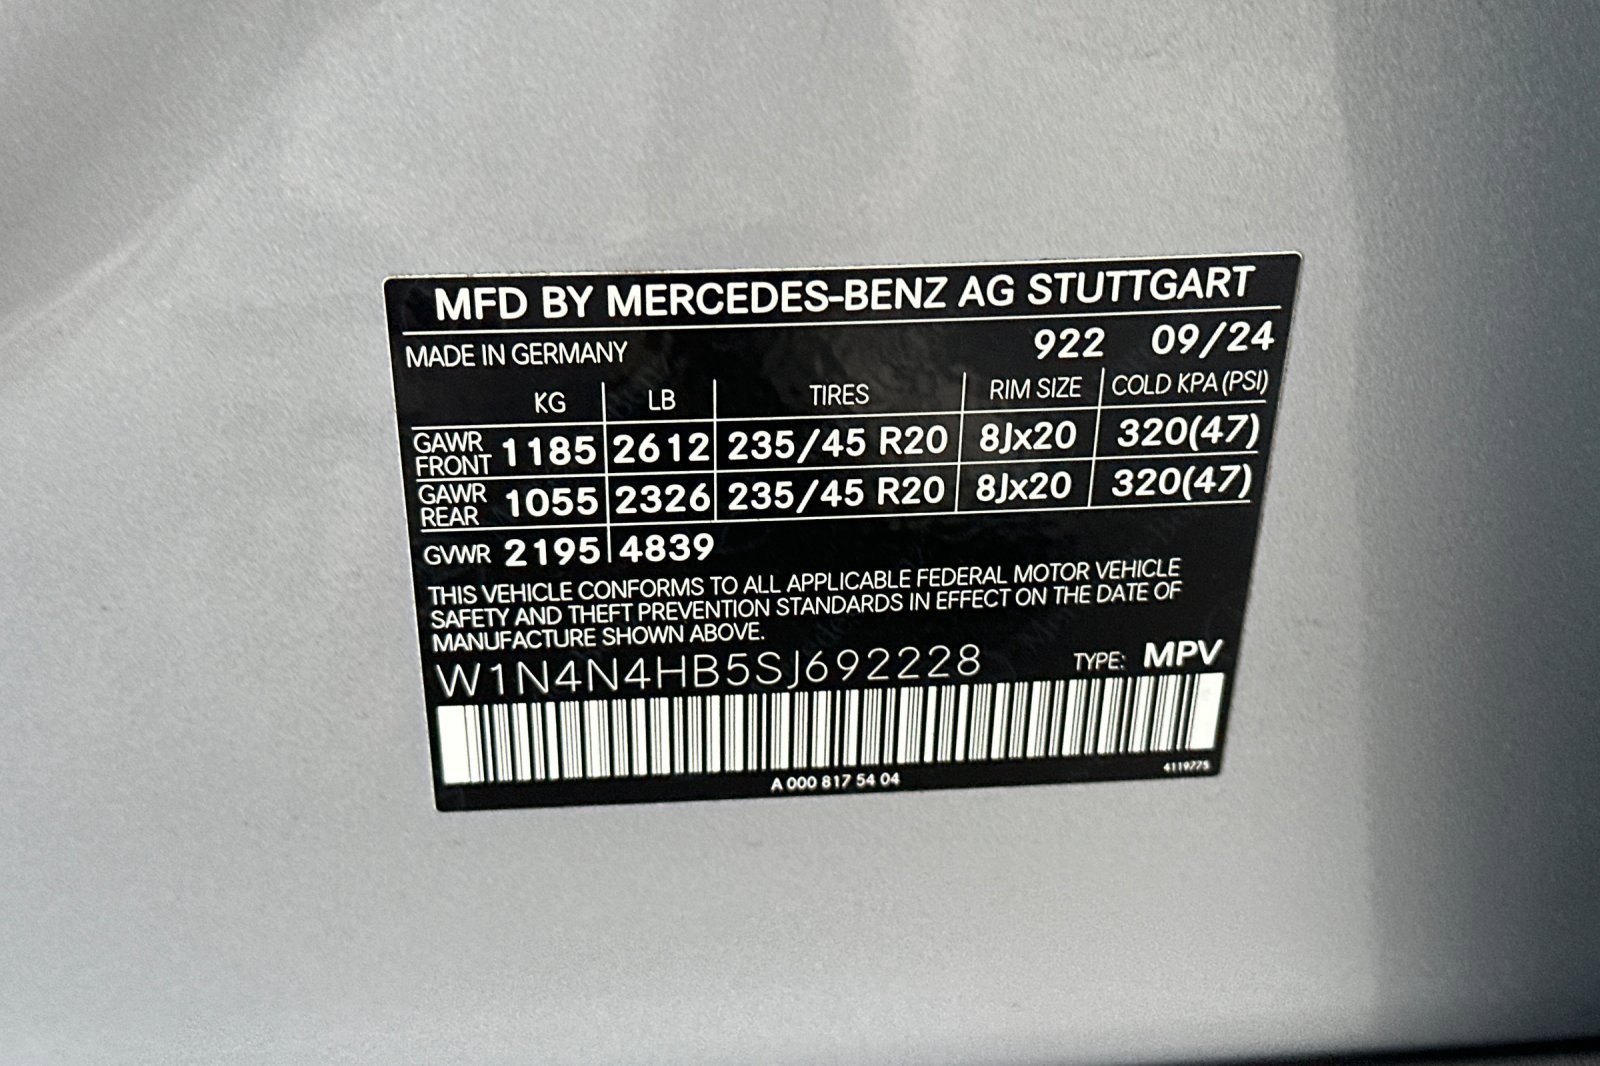 MFD BY MERCEDES-BENZ AG STUTTGART
MADE IN GERMANY 922 09/24
KG LB TIRES RIM SIZE COLD KPA (PSI)
GAWR FRONT 1185 2612 235/45 R20 8Jx20 320(47)
GAWR REAR 1055 2326 235/45 R20 8Jx20 320(47)
GVWR 2195 4839
THIS VEHICLE CONFORMS TO ALL APPLICABLE FEDERAL MOTOR VEHICLE
SAFETY AND THEFT PREVENTION STANDARDS IN EFFECT ON THE DATE OF
MANUFACTURE SHOWN ABOVE.
W1N4N4HB5SJ692228 TYPE: MPV
A 000 817 54 04 4119775